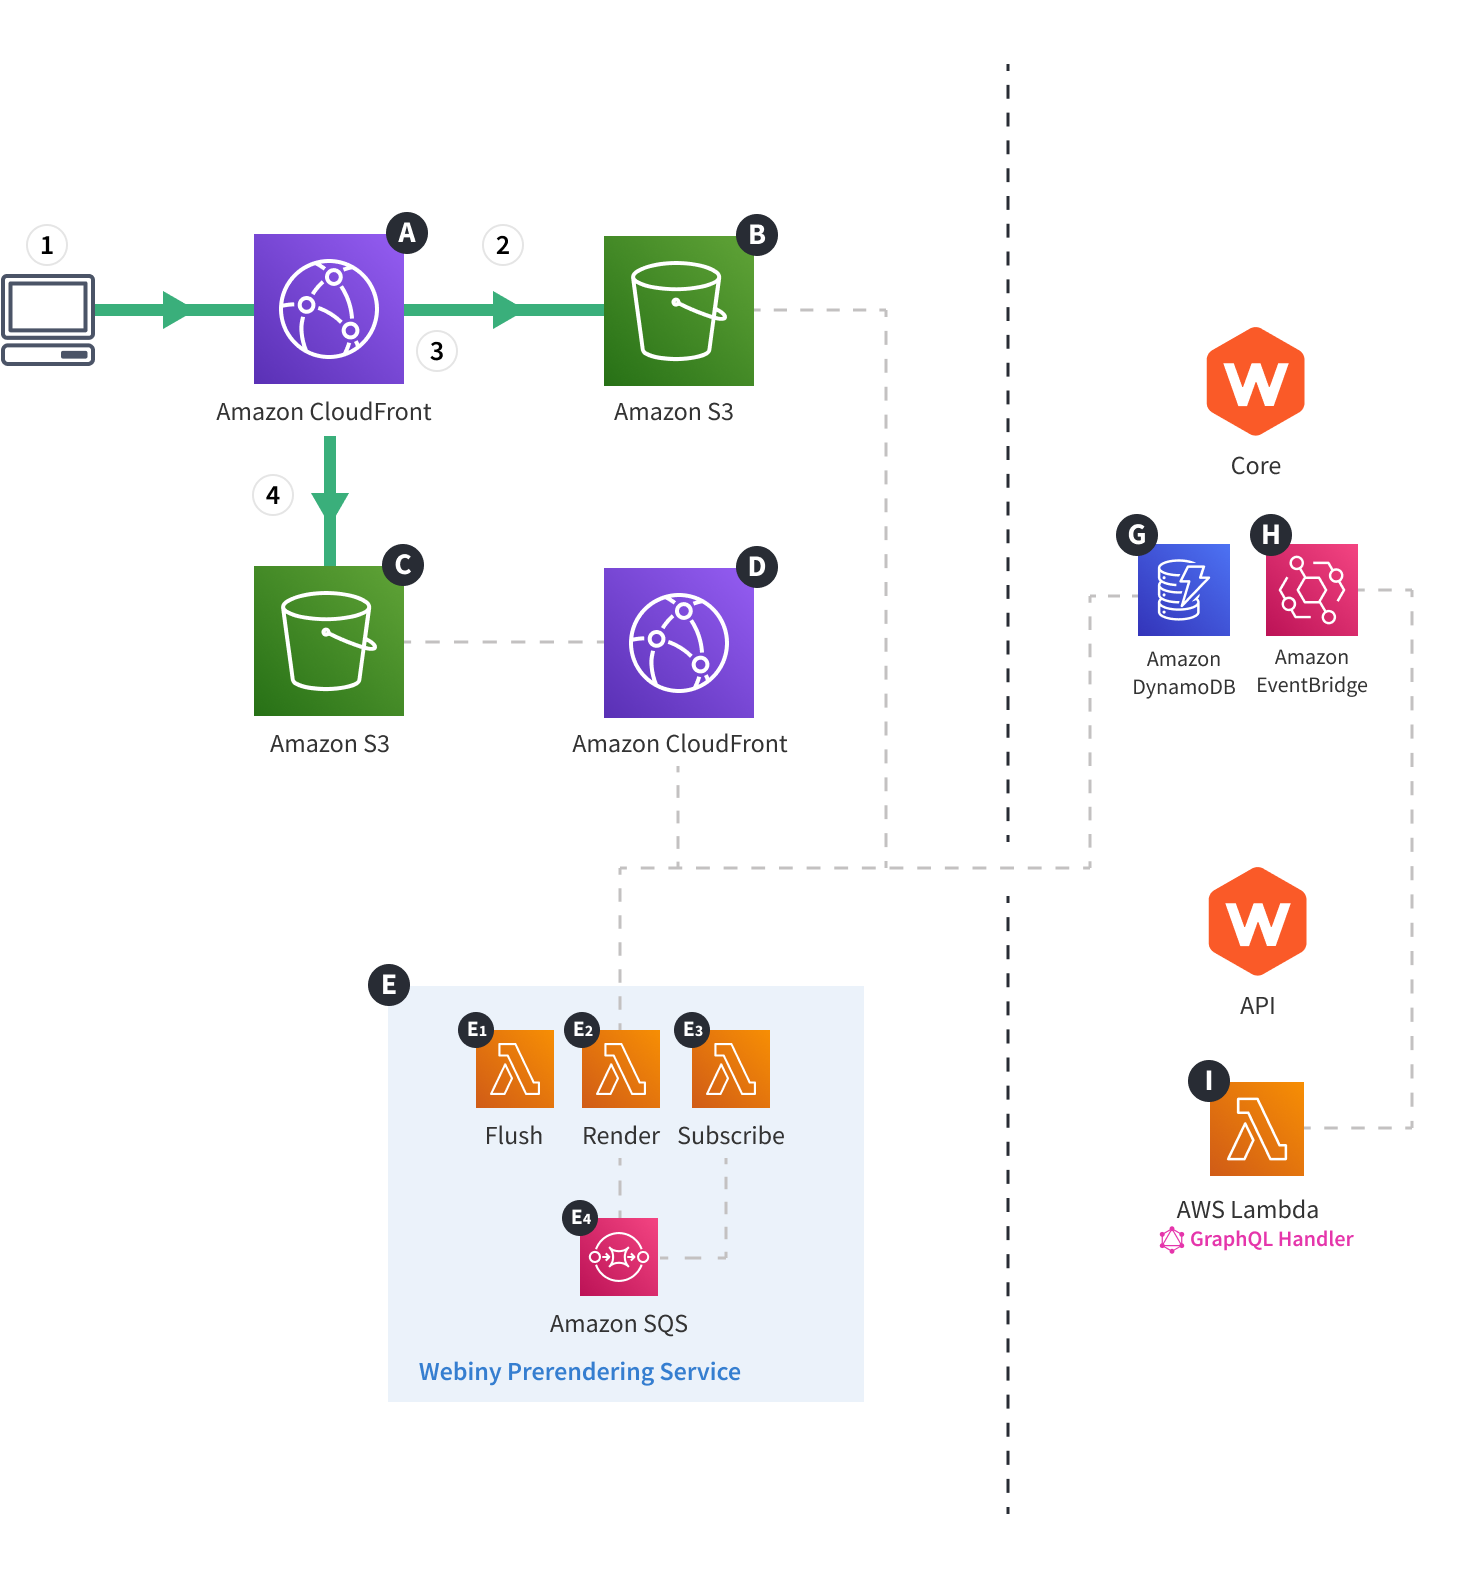 1
A
2
B
3
Amazon CloudFront
Amazon S3
4
C
D
Amazon S3
Amazon CloudFront
W
Core
G
H
Amazon
DynamoDB
Amazon
EventBridge
E
E1
E2
E3
Flush
Render
Subscribe
E4
Amazon SQS
Webiny Prerendering Service
W
API
I
AWS Lambda
GraphQL Handler